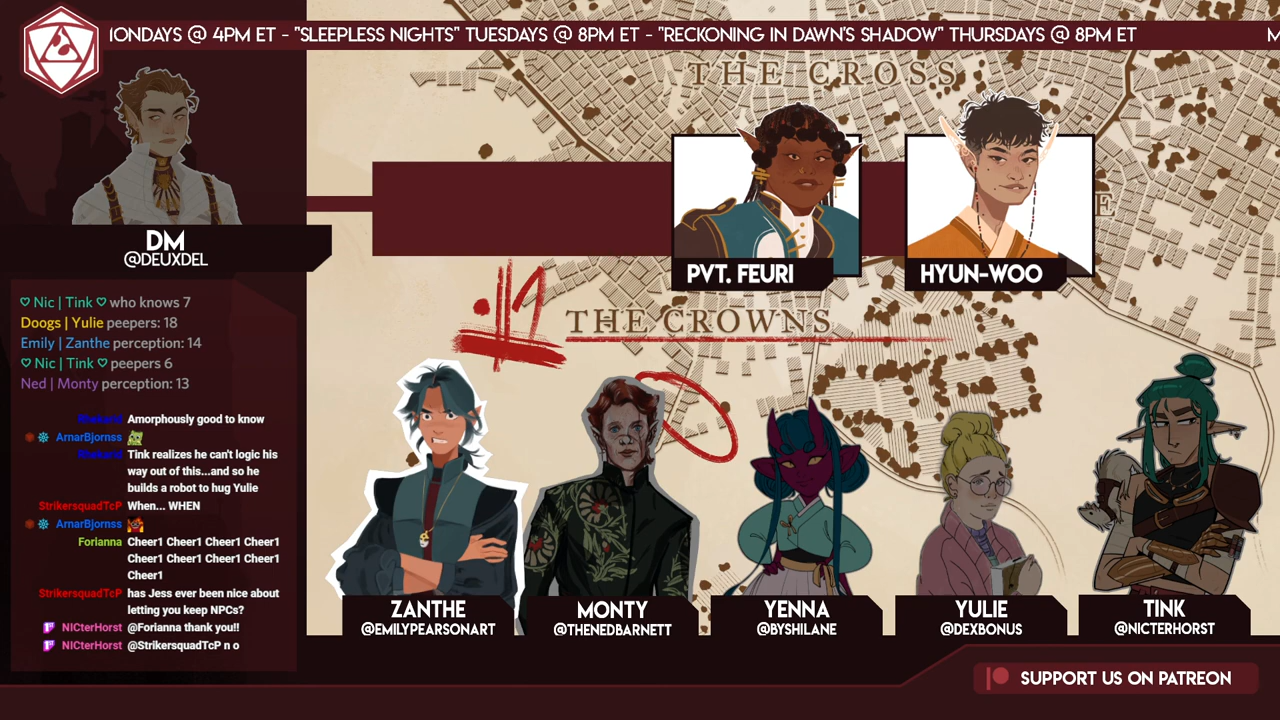 IONDAYS @ 4PM ET - "SLEEPLESS NIGHTS" TUESDAYS @ 8PM ET - "RECKONING IN DAWN'S SHADOW" THURSDAYS @ 8PM ET M
THE CROSS
DM
@DEUXDEL
E
PVT. FEURI
HYUN-WOO
THE CROWNS
♡ Nic | Tink ♡ who knows 7
Doogs | Yulie peepers: 18
Emily | Zanthe perception: 14
♡ Nic | Tink ♡ peepers 6
Ned | Monty perception: 13
Amorphously good to know
ArnarBjornss
Tink realizes he can't logic his
way out of this...and so he
builds a robot to hug Yulie
StrikersquadTcP When... WHEN
ArnarBjornss
Forianna Cheer1 Cheer1 Cheer1 Cheer1
Cheer1 Cheer1 Cheer1 Cheer1
Cheer1
StrikersquadTcP has Jess ever been nice about
letting you keep NPCs?
NICterHorst @Forianna thank you!!
NICterHorst @StrikersquadTcP n o
ZANTHE
@EMILYPEARSONART
MONTY
@THENEDBARNETT
YENNA
@BYSHILANE
YULIE
@DEXBONUS
TINK
@NICTERHORST
SUPPORT US ON PATREON